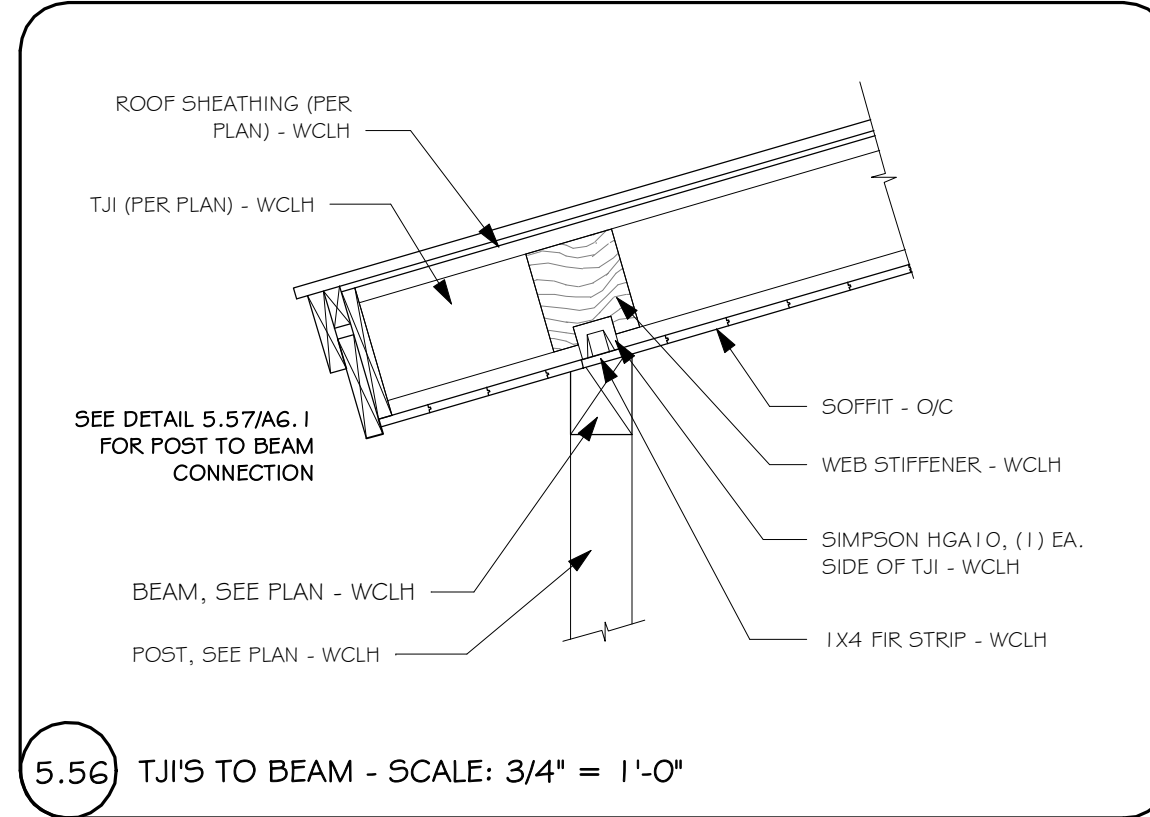 ROOF SHEATHING (PER
PLAN) - WCLH
TJI (PER PLAN) - WCLH
SEE DETAIL 5.57/A6.1
FOR POST TO BEAM
CONNECTION
BEAM, SEE PLAN - WCLH
POST, SEE PLAN - WCLH
SOFFIT - O/C
WEB STIFFENER - WCLH
SIMPSON HGA10, (1) EA.
SIDE OF TJI - WCLH
1X4 FIR STRIP - WCLH
5.56 TJI'S TO BEAM - SCALE: 3/4" = 1'-0"